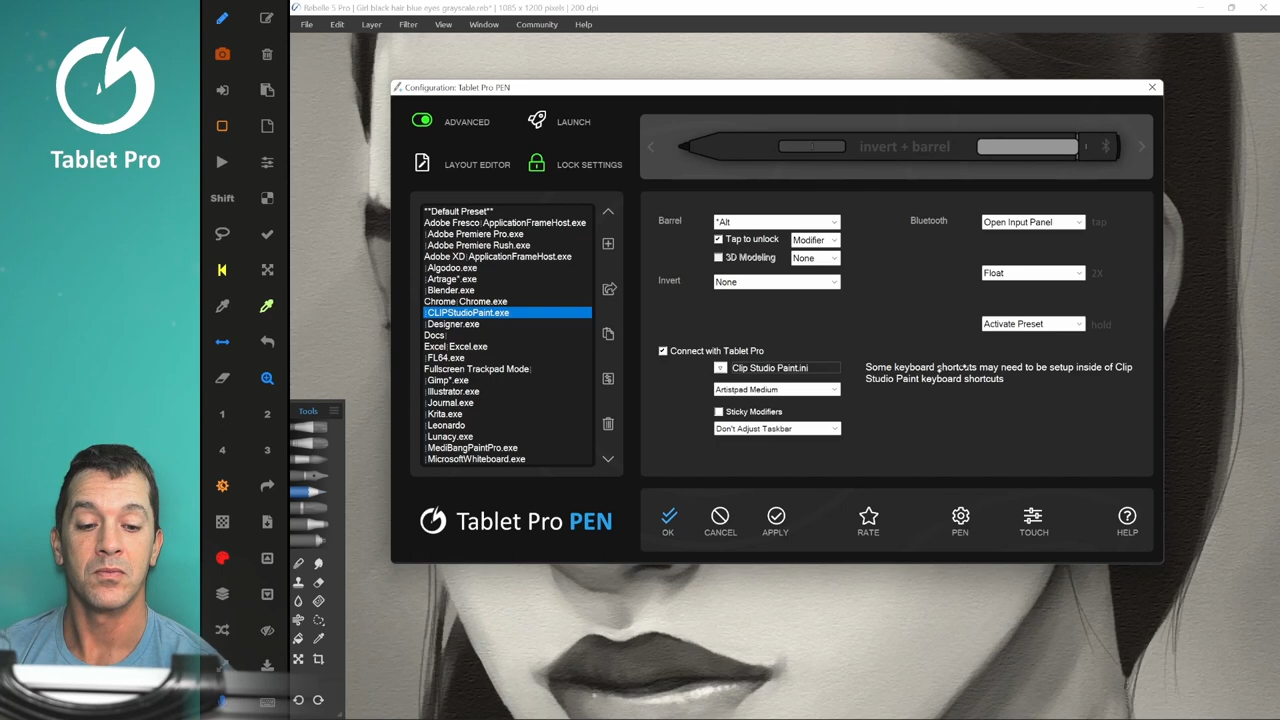 Rebelle 5 Pro | Girl black hair blue eyes grayscale.reb* | 1085 x 1200 pixels | 200 dpi
File Edit Layer Filter View Window Community Help
Tablet Pro
Shift
1 2
4 3
Tools
Configuration: Tablet Pro PEN
ADVANCED LAUNCH
LAYOUT EDITOR LOCK SETTINGS
invert + barrel
**Default Preset**
Adobe Fresco|ApplicationFrameHost.exe
|Adobe Premiere Pro.exe
|Adobe Premiere Rush.exe
Adobe XD|ApplicationFrameHost.exe
|Algodoo.exe
|Artrage*.exe
|Blender.exe
Chrome|Chrome.exe
|CLIPStudioPaint.exe
|Designer.exe
Docs|
Excel|Excel.exe
|FL64.exe
Fullscreen Trackpad Mode|
|Gimp*.exe
|Illustrator.exe
|Journal.exe
|Krita.exe
|Leonardo
|Lunacy.exe
|MediBangPaintPro.exe
|MicrosoftWhiteboard.exe
Barrel *Alt
Tap to unlock Modifier
3D Modeling None
Invert None
Bluetooth Open Input Panel tap
Float 2X
Activate Preset hold
Connect with Tablet Pro
Clip Studio Paint.ini
Artistpad Medium
Sticky Modifiers
Don't Adjust Taskbar
Some keyboard shortcuts may need to be setup inside of Clip
Studio Paint keyboard shortcuts
Tablet Pro PEN
OK CANCEL APPLY RATE PEN TOUCH HELP